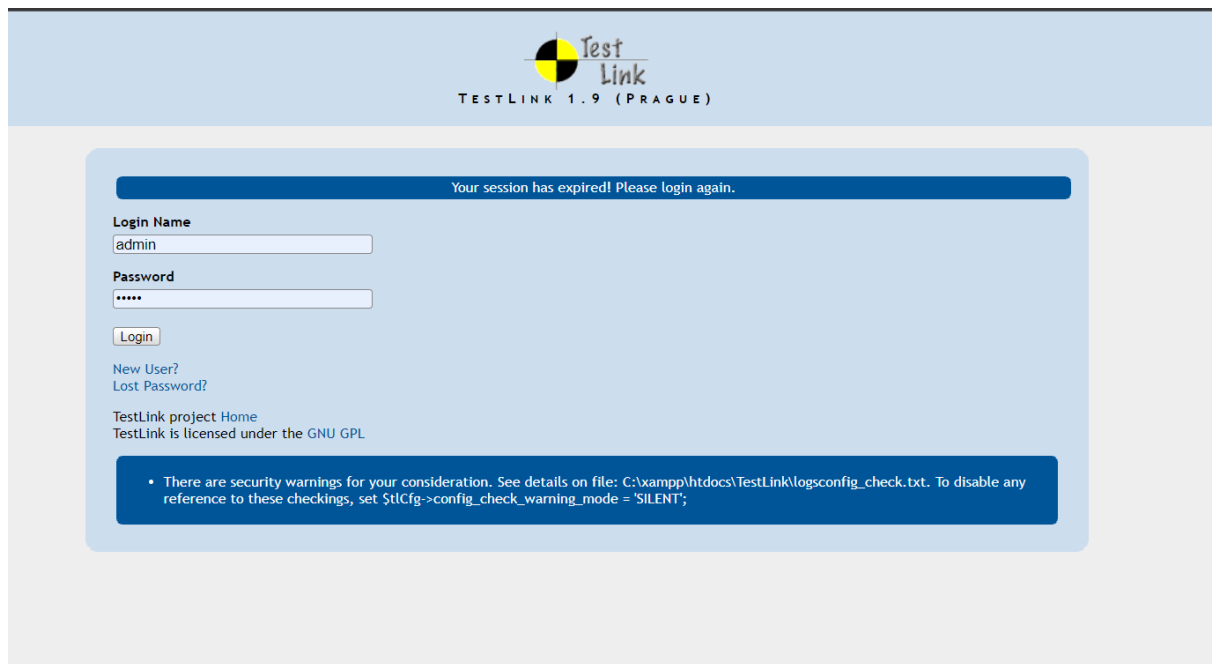 Test
Link
TestLink 1.9 (Prague)
Your session has expired! Please login again.
Login Name
admin
Password
•••••
Login
New User?
Lost Password?
TestLink project Home
TestLink is licensed under the GNU GPL
• There are security warnings for your consideration. See details on file: C:\xampp\htdocs\TestLink\logsconfig_check.txt. To disable any
reference to these checkings, set $tlCfg->config_check_warning_mode = 'SILENT';